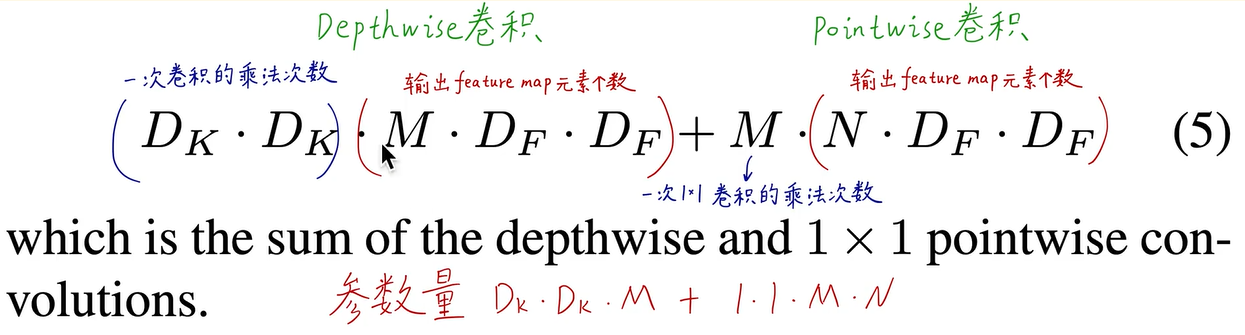 Depthwise卷积 Pointwise卷积
一次卷积的乘法次数 输出feature map元素个数 输出feature map元素个数
(D_K · D_K) · (M · D_F · D_F) + M · (N · D_F · D_F) (5)
一次1*1卷积的乘法次数
which is the sum of the depthwise and 1 × 1 pointwise con-
volutions. 参数量 D_K · D_K · M + 1 · 1 · M · N